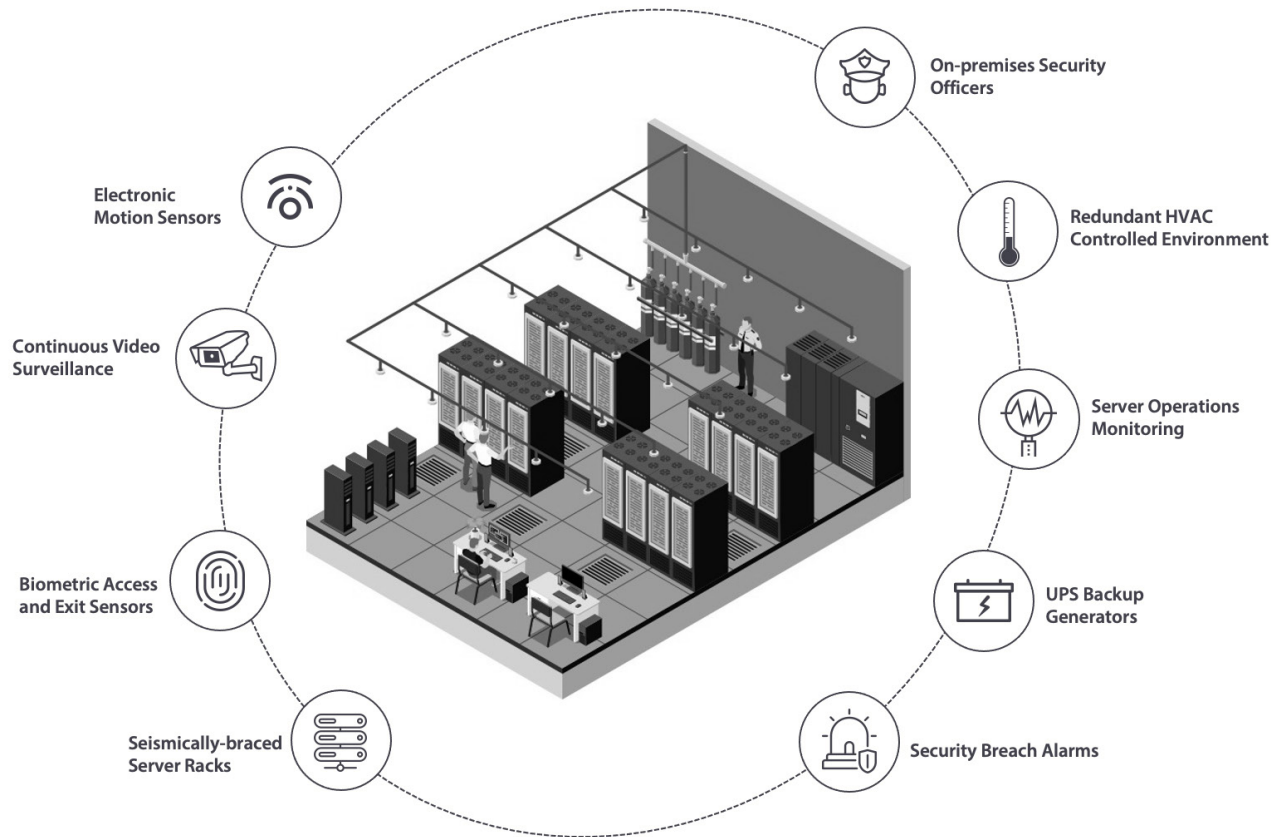 On-premises Security
Officers
Electronic
Motion Sensors
Redundant HVAC
Controlled Environment
Continuous Video
Surveillance
Server Operations
Monitoring
Biometric Access
and Exit Sensors
UPS Backup
Generators
Seismically-braced
Server Racks
Security Breach Alarms